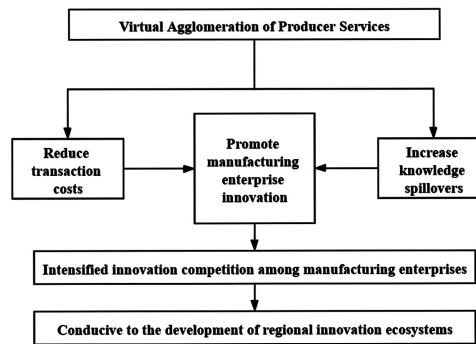 Virtual Agglomeration of Producer Services
Reduce
transaction
costs
Promote
manufacturing
enterprise
innovation
Increase
knowledge
spillovers
Intensified innovation competition among manufacturing enterprises
Conducive to the development of regional innovation ecosystems